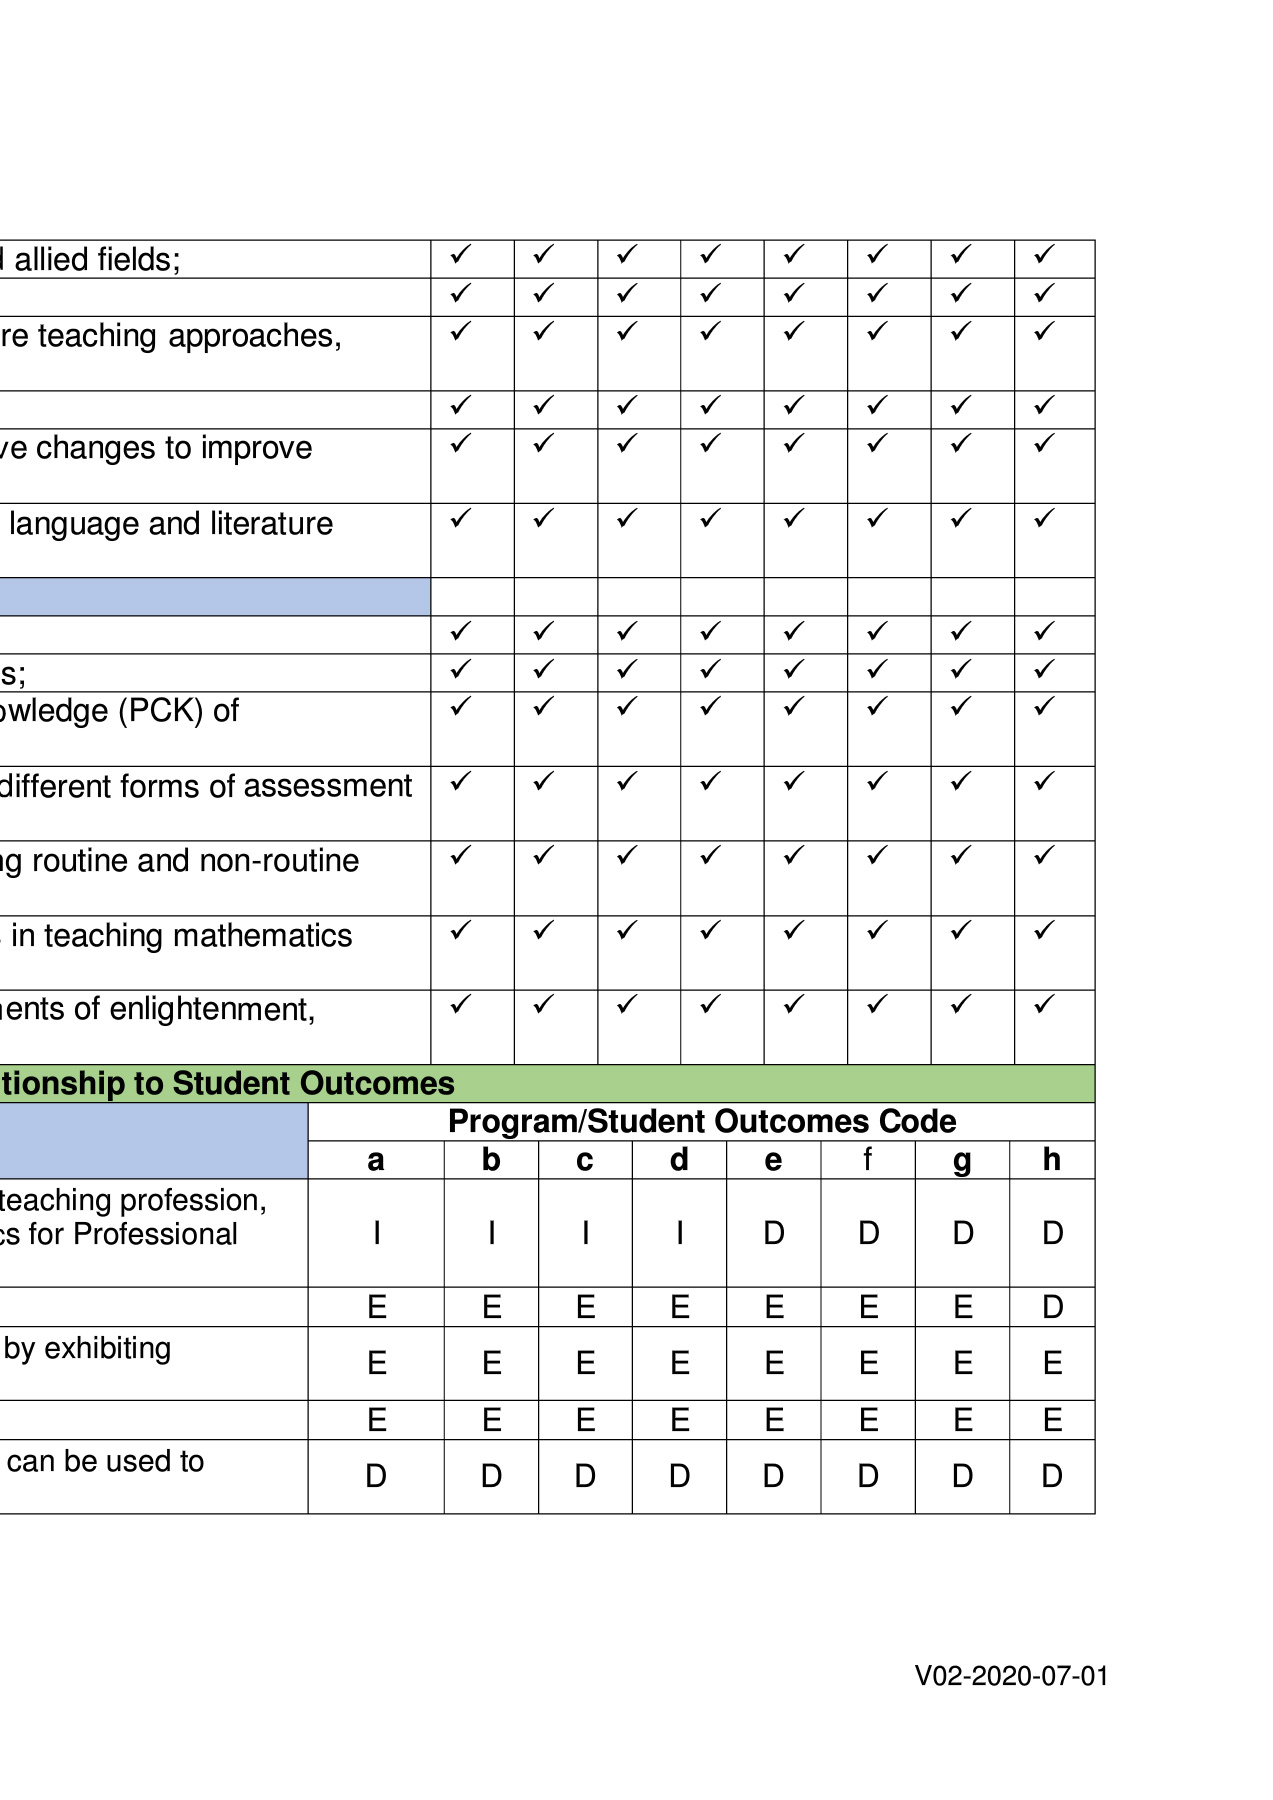 allied fields; ✓ ✓ ✓ ✓ ✓ ✓ ✓ ✓
✓ ✓ ✓ ✓ ✓ ✓ ✓ ✓
re teaching approaches, ✓ ✓ ✓ ✓ ✓ ✓ ✓ ✓
✓ ✓ ✓ ✓ ✓ ✓ ✓ ✓
ve changes to improve ✓ ✓ ✓ ✓ ✓ ✓ ✓ ✓
language and literature ✓ ✓ ✓ ✓ ✓ ✓ ✓ ✓
✓ ✓ ✓ ✓ ✓ ✓ ✓ ✓
s; ✓ ✓ ✓ ✓ ✓ ✓ ✓ ✓
owledge (PCK) of ✓ ✓ ✓ ✓ ✓ ✓ ✓ ✓
different forms of assessment ✓ ✓ ✓ ✓ ✓ ✓ ✓ ✓
ng routine and non-routine ✓ ✓ ✓ ✓ ✓ ✓ ✓ ✓
in teaching mathematics ✓ ✓ ✓ ✓ ✓ ✓ ✓ ✓
ents of enlightenment, ✓ ✓ ✓ ✓ ✓ ✓ ✓ ✓
tionship to Student Outcomes
Program/Student Outcomes Code
a b c d e f g h
teaching profession,
cs for Professional
I I I I D D D D
E E E E E E E D
by exhibiting
E E E E E E E E
E E E E E E E E
can be used to
D D D D D D D D
V02-2020-07-01